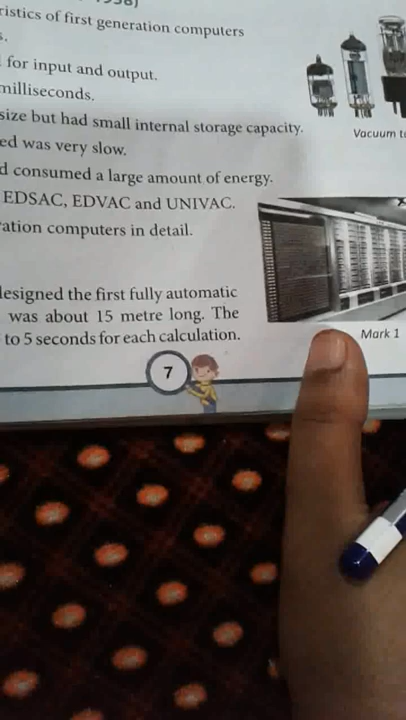 ristics of first generation computers
s.
for input and output.
milliseconds.
size but had small internal storage capacity.
ed was very slow.
d consumed a large amount of energy.
EDSAC, EDVAC and UNIVAC.
ation computers in detail.
Vacuum
designed the first fully automatic
was about 15 metre long. The
to 5 seconds for each calculation.
Mark 1
7